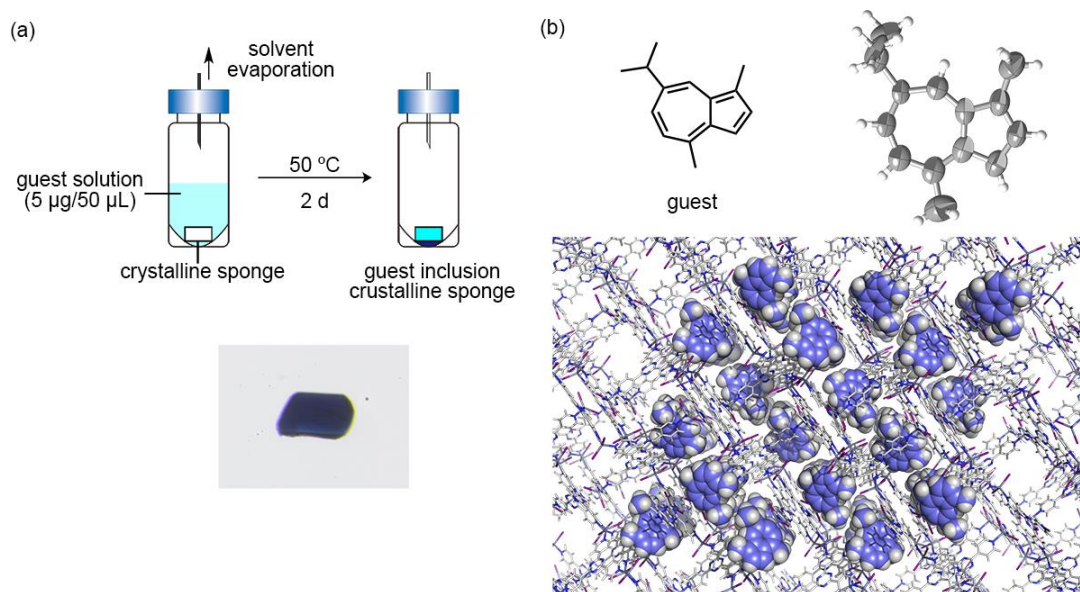 (a)
solvent
evaporation
guest solution
(5 µg/50 µL)
50 ºC
2 d
crystalline sponge
guest inclusion
crustalline sponge
(b)
guest